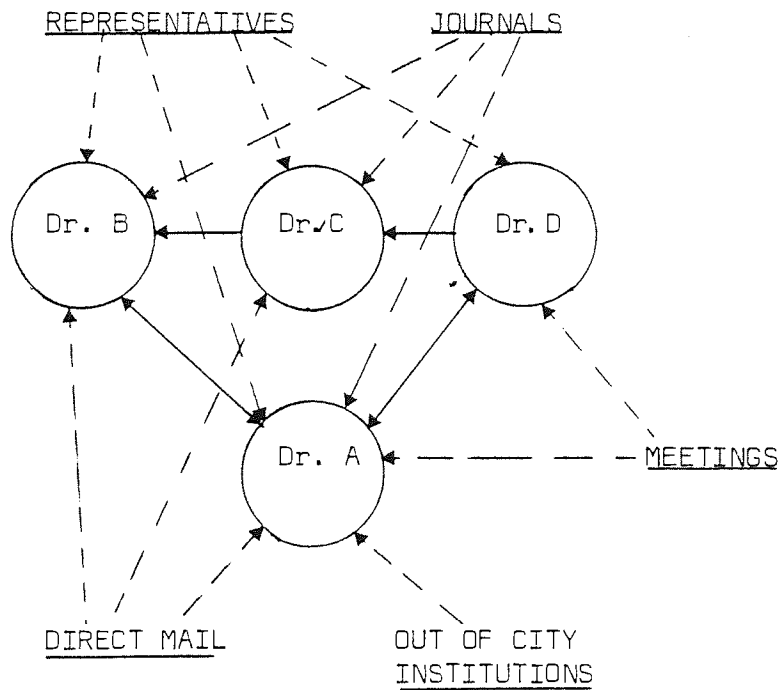 REPRESENTATIVES JOURNALS
Dr. B Dr. C Dr. D
Dr. A
MEETINGS
DIRECT MAIL OUT OF CITY
INSTITUTIONS